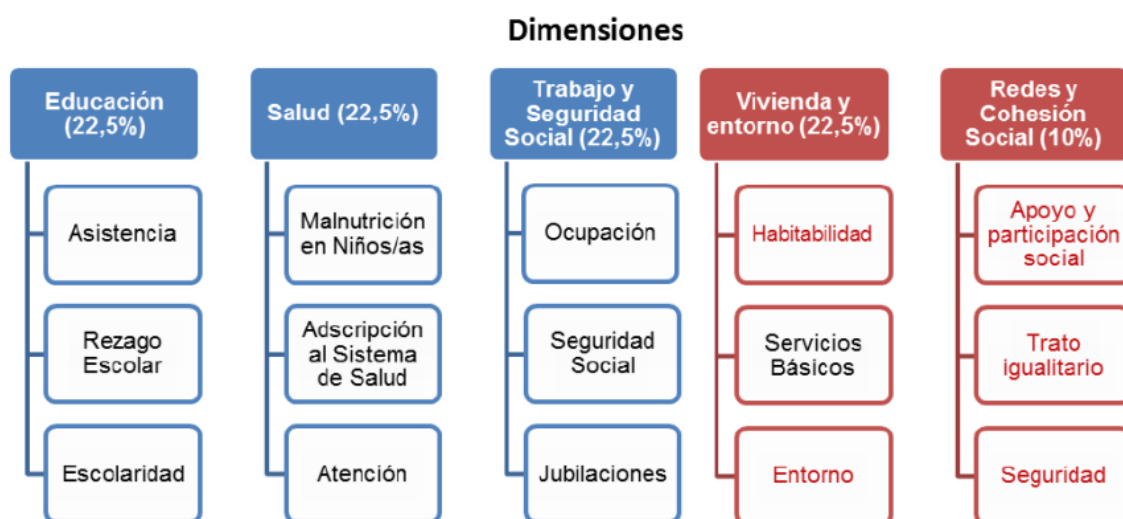 Dimensiones
Educación
(22,5%)
Asistencia
Rezago
Escolar
Escolaridad
Salud (22,5%)
Malnutrición
en Niños/as
Adscripción
al Sistema
de Salud
Atención
Trabajo y
Seguridad
Social (22,5%)
Ocupación
Seguridad
Social
Jubilaciones
Vivienda y
entorno (22,5%)
Habitabilidad
Servicios
Básicos
Entorno
Redes y
Cohesión
Social (10%)
Apoyo y
participación
social
Trato
igualitario
Seguridad